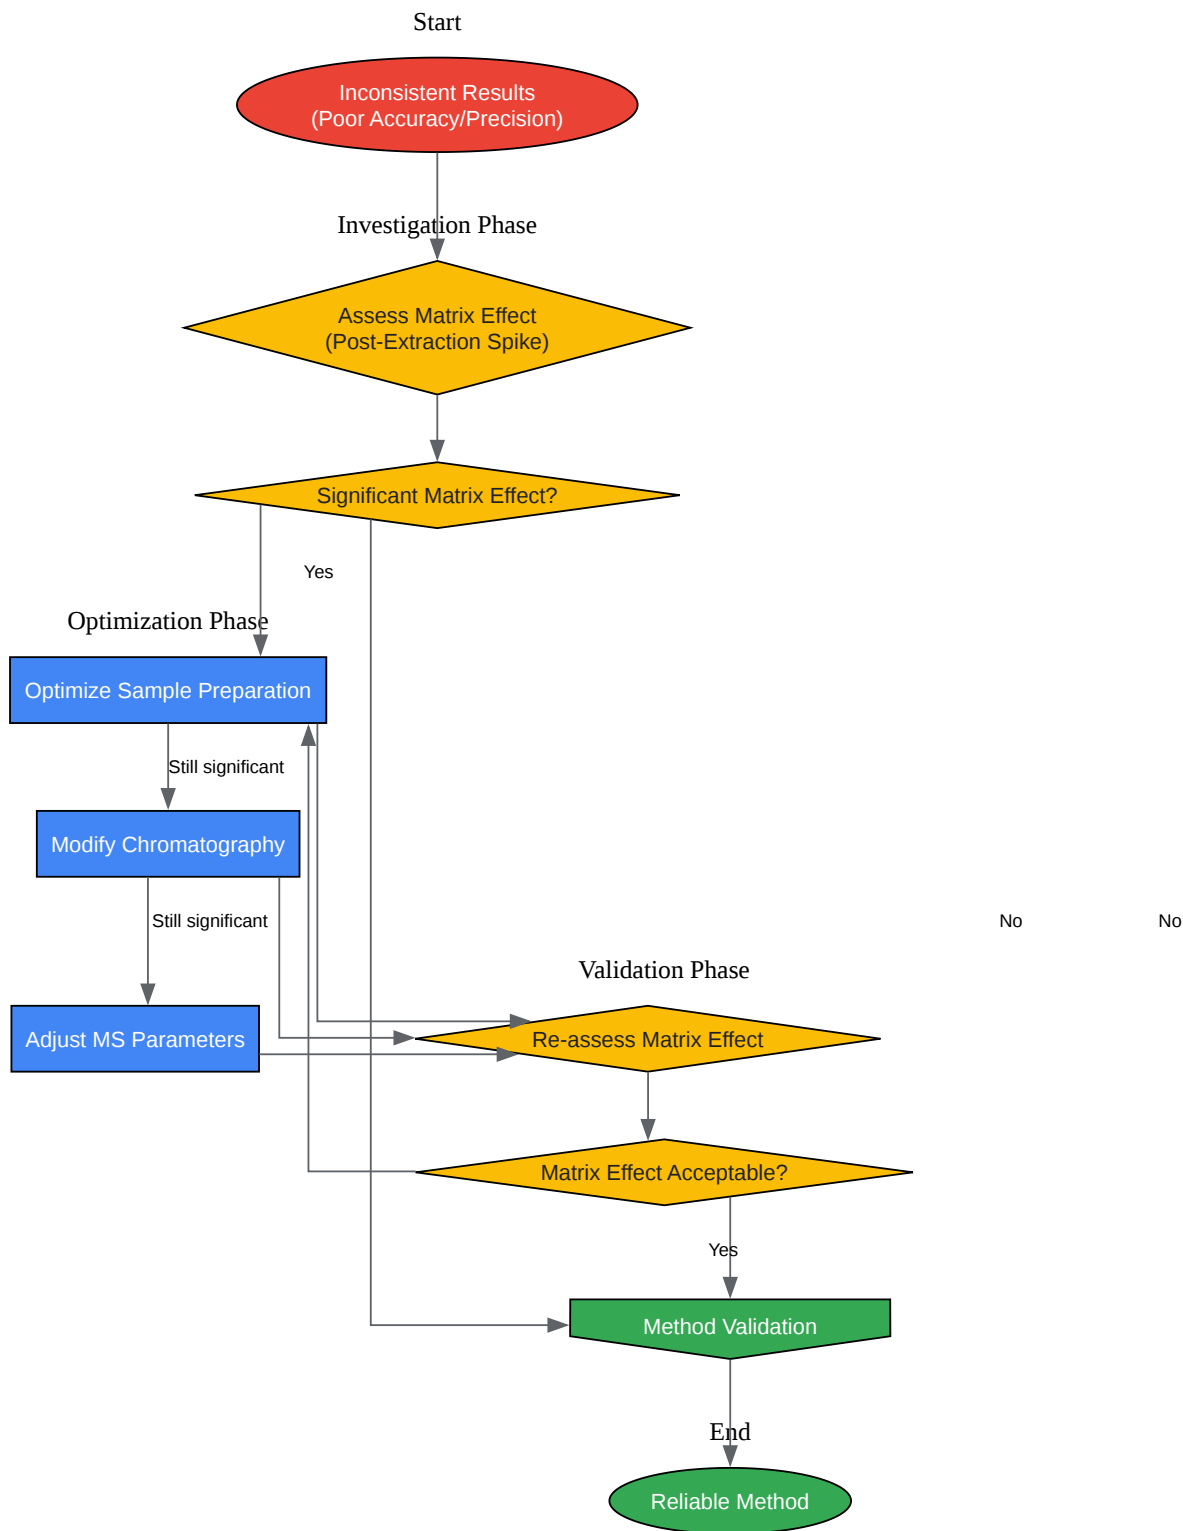 Start
Inconsistent Results
(Poor Accuracy/Precision)
Investigation Phase
Assess Matrix Effect
(Post-Extraction Spike)
Significant Matrix Effect?
Yes
Optimization Phase
Optimize Sample Preparation
Still significant
Modify Chromatography
Still significant
No
No
Validation Phase
Adjust MS Parameters
Re-assess Matrix Effect
Matrix Effect Acceptable?
Yes
Method Validation
End
Reliable Method